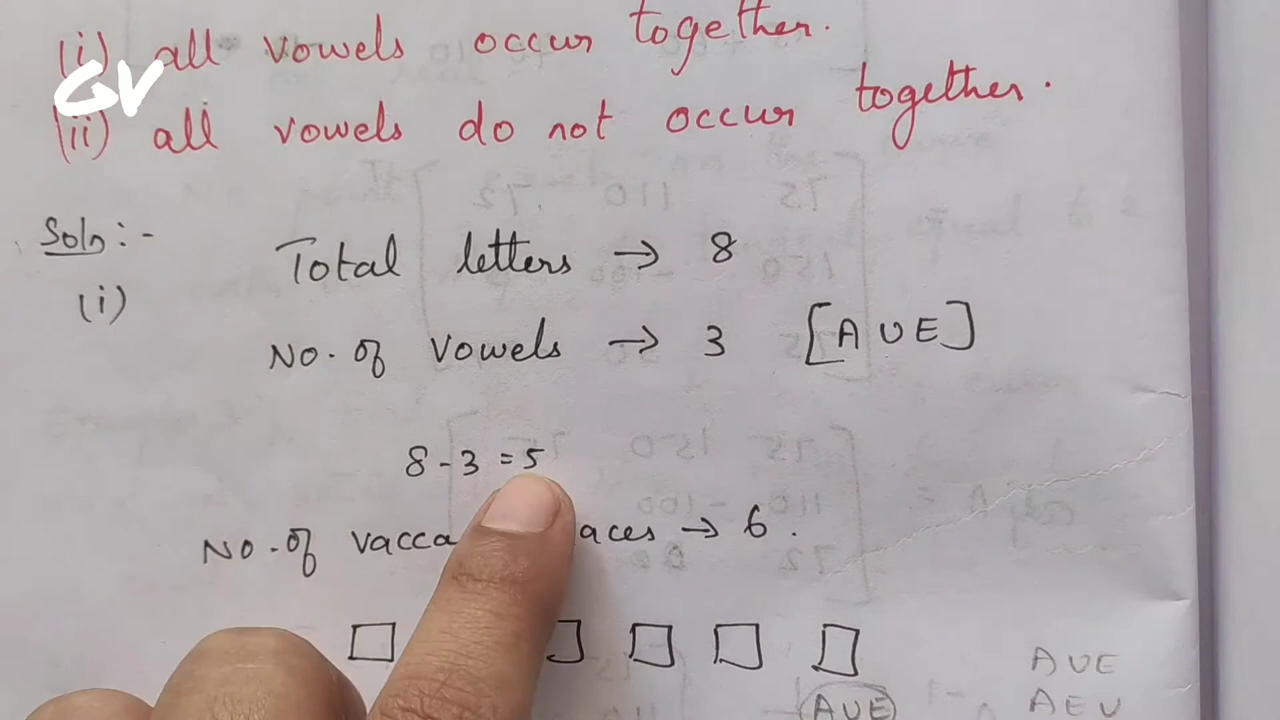 (i) all vowels occur together.
GV
(ii) all vowels do not occur together.
Soln :-
(i)
Total letters → 8
No. of vowels → 3 [A U E]
8 - 3 = 5
No. of vacca aces → 6.
AUE
AEU
AUE